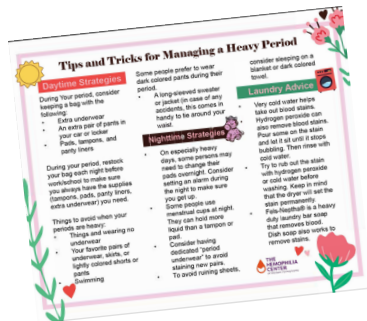 Tips and Tricks for Managing a Heavy Period
Daytime Strategies
During Your period, consider
keeping a bag with the
following:
• Extra underwear
• An extra pair of pants in
your car or locker
• Pads, tampons, and
panty liners
During your period, restock
your bag each night before
work/school to make sure
you always have the supplies
(tampons, pads, panty liners,
extra underwear) you need.
Things to avoid when your
periods are heavy:
• Things and wearing no
underwear
• Your favorite pairs of
underwear, skirts, or
lightly colored shorts or
pants
• Swimming
Some people prefer to wear
dark colored pants during their
period.
• A long-sleeved sweater
or jacket (in case of any
accidents, this comes in
handy to tie around your
waist.
Nighttime Strategies
• On especially heavy
days, some persons may
need to change their
pads overnight. Consider
setting an alarm during
the night to make sure
you get up.
• Some people use
menstrual cups at night.
They can hold more
liquid than a tampon or
pad.
• Consider having
dedicated "period
underwear" to avoid
staining new pairs.
• To avoid ruining sheets,
consider sleeping on a
blanket or dark colored
towel.
Laundry Advice
• Very cold water helps
take out blood stains.
• Hydrogen peroxide can
also remove blood stains.
Pour some on the stain
and let it sit until it stops
bubbling. Then rinse with
cold water.
• Try to rub out the stain
with hydrogen peroxide
or cold water before
washing. Keep in mind
that the dryer will set the
stain permanently.
• Fels-Naptha® is a heavy
duty laundry bar soap
that removes blood.
• Dish soap also works to
remove stains.
THE
HEMOPHILIA
CENTER